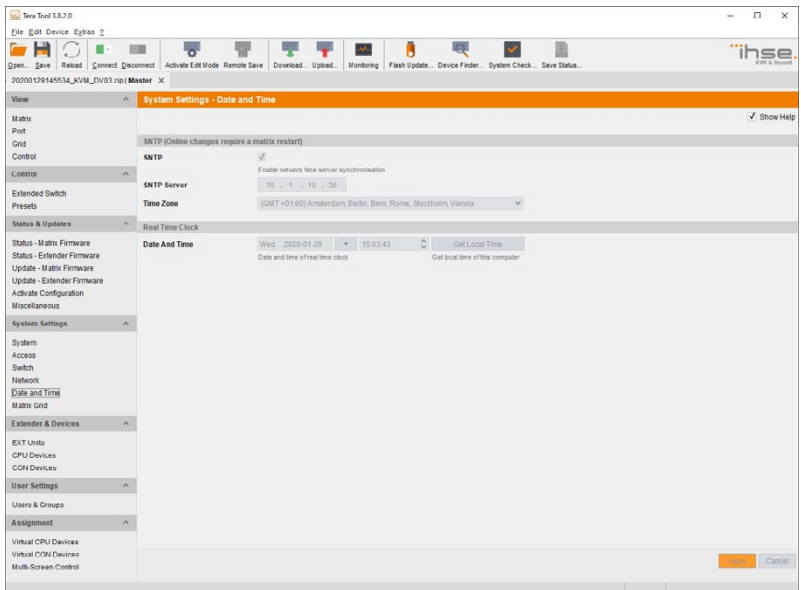 Tera Tool 3.8.2.0
File Edit Device Extras ?
Open... Save Reload Connect Disconnect Activate Edit Mode Remote Save Download... Upload... Monitoring Flash Update... Device Finder... System Check... Save Status...
ihse
KVM & Beyond
20200129145534_KVM_DV03.zip | Master X
View
Matrix
Port
Grid
Control
Control
Extended Switch
Presets
Status & Updates
Status - Matrix Firmware
Status - Extender Firmware
Update - Matrix Firmware
Update - Extender Firmware
Activate Configuration
Miscellaneous
System Settings
System
Access
Switch
Network
Date and Time
Matrix Grid
Extender & Devices
EXT Units
CPU Devices
CON Devices
User Settings
Users & Groups
Assignment
Virtual CPU Devices
Virtual CON Devices
Multi-Screen Control
System Settings - Date and Time
Show Help
SNTP (Online changes require a matrix restart)
SNTP
Enable network time server synchronisation
SNTP Server 10 . 1 . 10 . 30
Time Zone (GMT +01:00) Amsterdam, Berlin, Bern, Rome, Stockholm, Vienna
Real Time Clock
Date And Time Wed 2020-01-29 15:03:43 Get Local Time
Date and time of real time clock Get local time of this computer
Apply Cancel